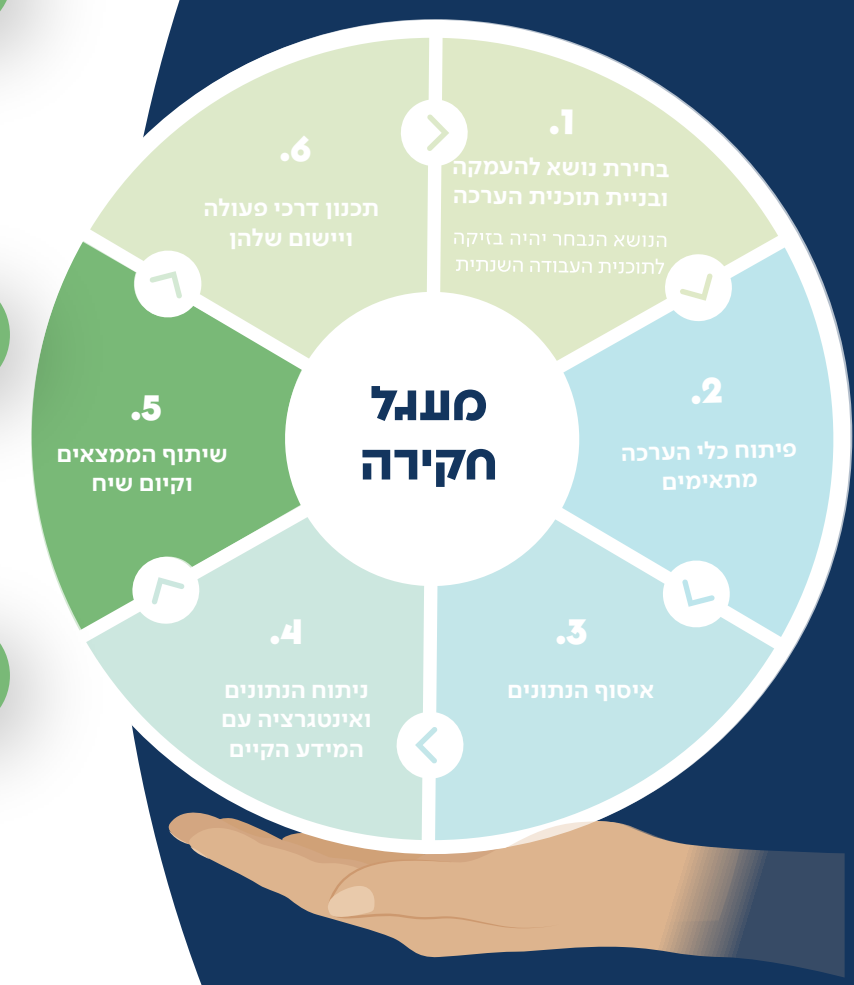 מעגל
חקירה
1.
בחירת נושא להעמקה
ובניית תוכנית הערכה
הנושא הנבחר יהיה בזיקה
לתוכנית העבודה השנתית
2.
פיתוח כלי הערכה
מתאימים
3.
איסוף הנתונים
4.
ניתוח הנתונים
ואינטגרציה עם
המידע הקיים
5.
שיתוף הממצאים
וקיום שיח
6.
תכנון דרכי פעולה
ויישום שלהן